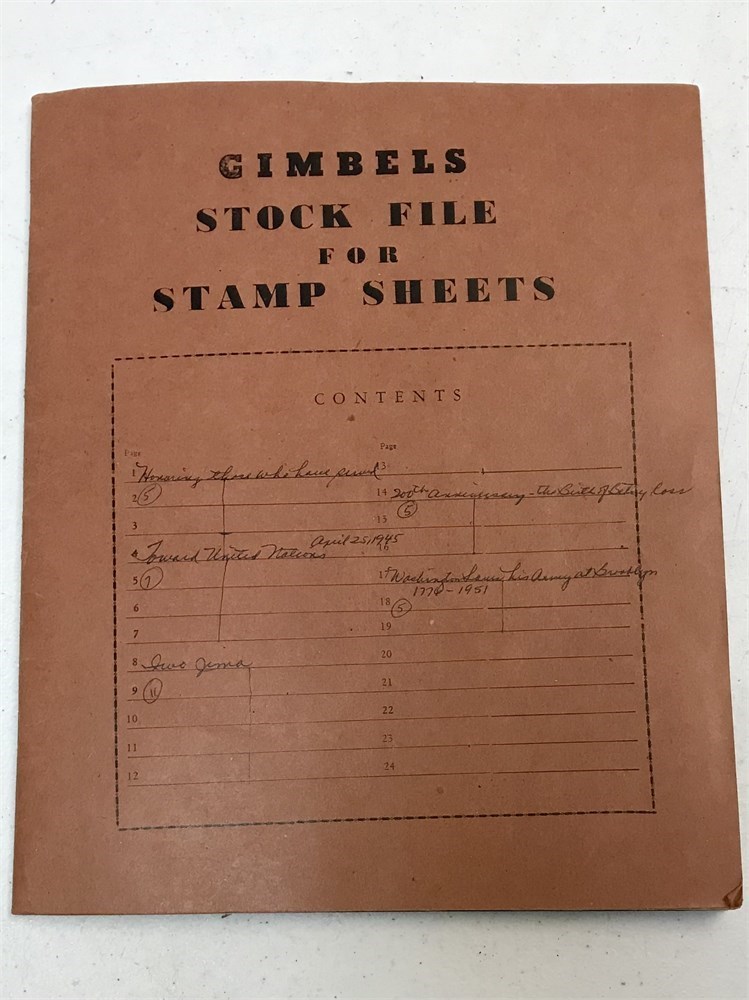 GIMBELS
STOCK FILE
FOR
STAMP SHEETS
CONTENTS
Page
1 Honoring those who have served
2 (5)
3
4 Toward United Nations April 25, 1945
5 (7)
6
7
8 Iwo Jima
9 (11)
10
11
12
Page
13
14 200th anniversary - the Birth of Betsy Ross
15 (5)
16
17 Washington his Army at Brooklyn
1776-1951
18 (5)
19
20
21
22
23
24